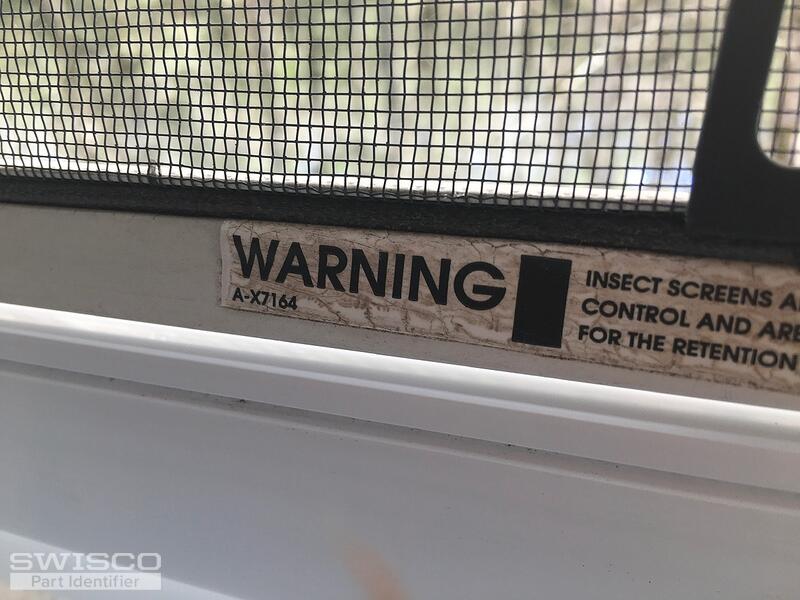 WARNING
A-X7164
INSECT SCREENS
CONTROL AND ARE
FOR THE RETENTION
SWISCO
Part Identifier